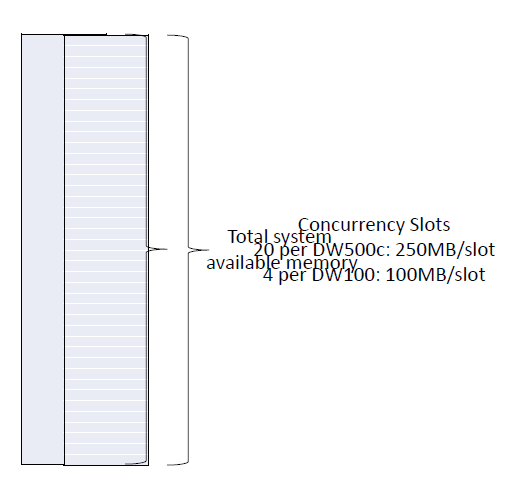 Total system
available memory
Concurrency Slots
20 per DW500c: 250MB/slot
4 per DW100: 100MB/slot